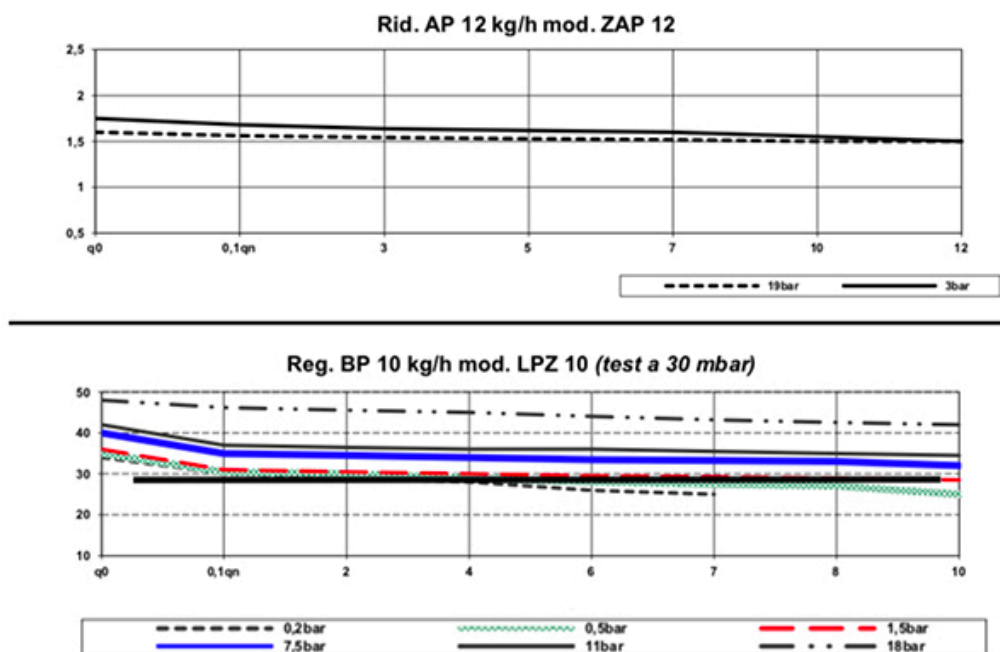 Rid. AP 12 kg/h mod. ZAP 12
2,5
2
1,5
1
0,5
q0 0,1qn 3 5 7 10 12
19bar 3bar
Reg. BP 10 kg/h mod. LPZ 10 (test a 30 mbar)
50
40
30
20
10
q0 0,1qn 2 4 6 7 8 10
0,2bar 0,5bar 1,5bar
7,5bar 11bar 18bar